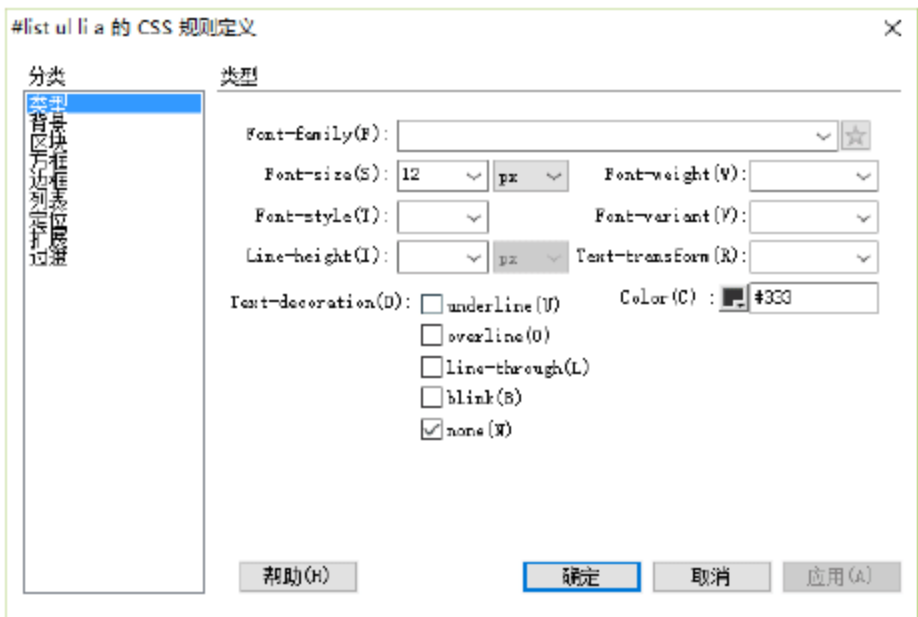 #list ul li a 的 CSS 规则定义
分类
类型
背景
区块
方框
边框
列表
定位
扩展
过渡
类型
Font-family(F):
Font-size(S): 12 px Font-weight(W):
Font-style(T): Font-variant(V):
Line-height(I): px Text-transform(R):
Text-decoration(D): underline(U) Color(C) : #333
overline(O)
line-through(L)
blink(B)
none(N)
帮助(H) 确定 取消 应用(A)